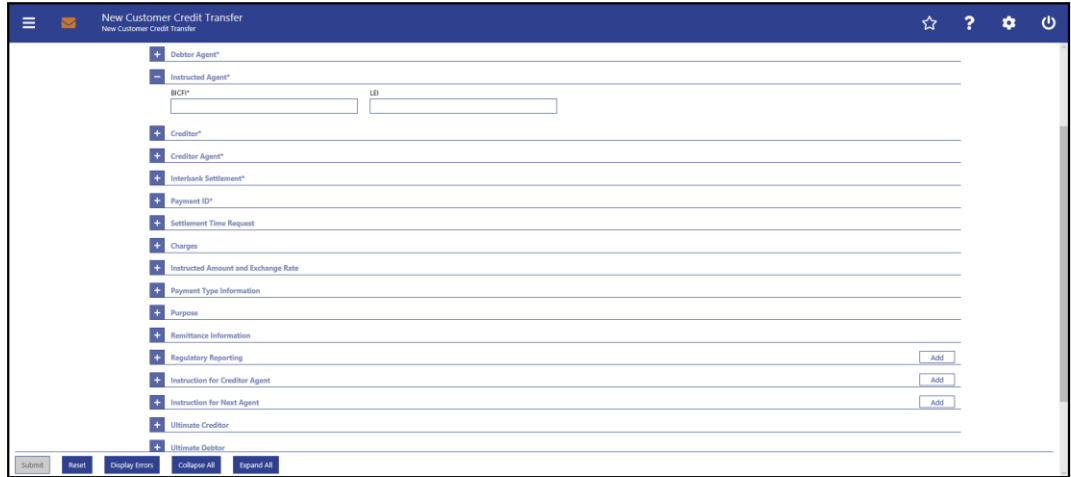 New Customer Credit Transfer
New Customer Credit Transfer
Debtor Agent*
Instructed Agent*
BICFI* LEI
Creditor*
Creditor Agent*
Interbank Settlement*
Payment ID*
Settlement Time Request
Charges
Instructed Amount and Exchange Rate
Payment Type Information
Purpose
Remittance Information
Regulatory Reporting Add
Instruction for Creditor Agent Add
Instruction for Next Agent Add
Ultimate Creditor
Ultimate Debtor
Submit Reset Display Errors Collapse All Expand All